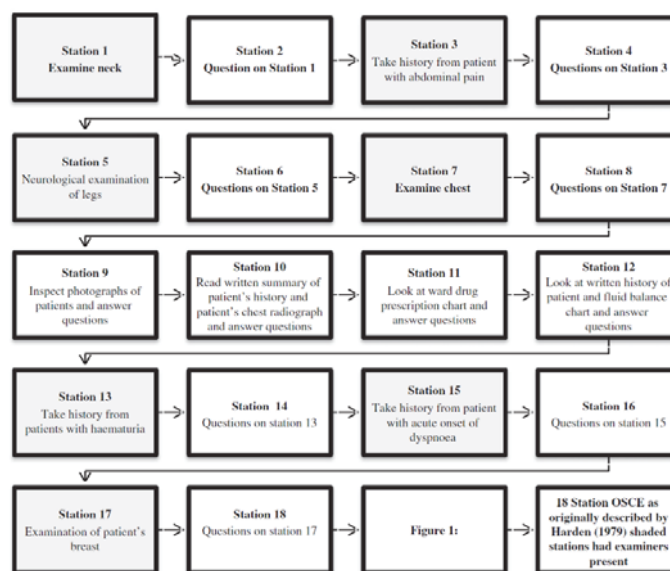 Station 1
Examine neck
Station 2
Question on Station 1
Station 3
Take history from patient
with abdominal pain
Station 4
Questions on Station 3
Station 5
Neurological examination
of legs
Station 6
Questions on Station 5
Station 7
Examine chest
Station 8
Questions on Station 7
Station 9
Inspect photographs of
patients and answer
questions
Station 10
Read written summary of
patient's history and
patient's chest radiograph
and answer questions
Station 11
Look at ward drug
prescription chart and
answer questions
Station 12
Look at written history of
patient and fluid balance
chart and answer
questions
Station 13
Take history from
patients with haematuria
Station 14
Questions on station 13
Station 15
Take history from patient
with acute onset of
dyspnoea
Station 16
Questions on station 15
Station 17
Examination of patient's
breast
Station 18
Questions on station 17
Figure 1:
18 Station OSCE as
originally described by
Harden (1979) shaded
stations had examiners
present